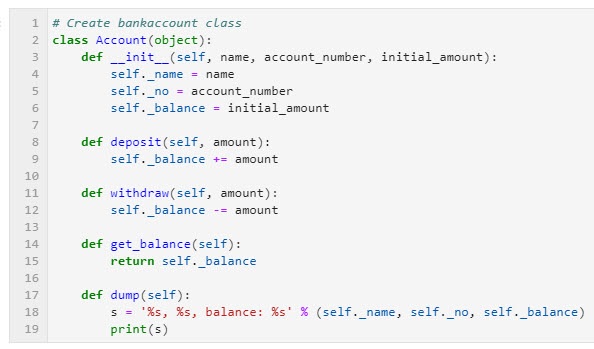 1 # Create bankaccount class
2 class Account(object):
3     def __init__(self, name, account_number, initial_amount):
4         self._name = name
5         self._no = account_number
6         self._balance = initial_amount
7
8     def deposit(self, amount):
9         self._balance += amount
10
11     def withdraw(self, amount):
12         self._balance -= amount
13
14     def get_balance(self):
15         return self._balance
16
17     def dump(self):
18         s = '%s, %s, balance: %s' % (self._name, self._no, self._balance)
19         print(s)